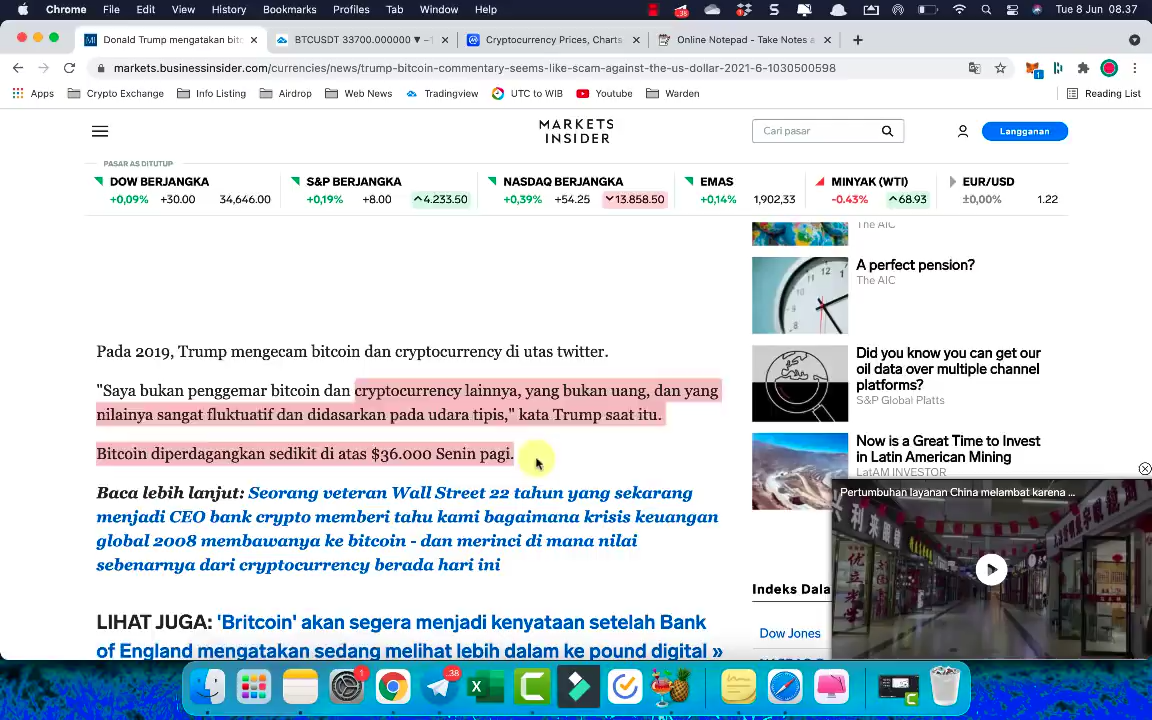 Chrome File Edit View History Bookmarks Profiles Tab Window Help Tue 8 Jun 08.37
Donald Trump mengatakan bitc
BTCUSDT 33700.000000 ▼ −1
Cryptocurrency Prices, Charts
Online Notepad - Take Notes a
markets.businessinsider.com/currencies/news/trump-bitcoin-commentary-seems-like-scam-against-the-us-dollar-2021-6-1030500598
Apps Crypto Exchange Info Listing Airdrop Web News Tradingview UTC to WIB Youtube Warden Reading List
MARKETS
INSIDER
Cari pasar
Langganan
PASAR AS DITUTUP
DOW BERJANGKA
+0,09% +30.00 34,646.00
S&P BERJANGKA
+0,19% +8.00 4.233.50
NASDAQ BERJANGKA
+0,39% +54.25 13.858.50
EMAS
+0,14% 1,902,33
MINYAK (WTI)
-0.43% 68.93
EUR/USD
±0,00% 1.22
Pada 2019, Trump mengecam bitcoin dan cryptocurrency di utas twitter.
"Saya bukan penggemar bitcoin dan cryptocurrency lainnya, yang bukan uang, dan yang
nilainya sangat fluktuatif dan didasarkan pada udara tipis," kata Trump saat itu.
Bitcoin diperdagangkan sedikit di atas $36.000 Senin pagi.
Baca lebih lanjut: Seorang veteran Wall Street 22 tahun yang sekarang
menjadi CEO bank crypto memberi tahu kami bagaimana krisis keuangan
global 2008 membawanya ke bitcoin - dan merinci di mana nilai
sebenarnya dari cryptocurrency berada hari ini
LIHAT JUGA: 'Britcoin' akan segera menjadi kenyataan setelah Bank
of England mengatakan sedang melihat lebih dalam ke pound digital »
The AIC
A perfect pension?
The AIC
Did you know you can get our
oil data over multiple channel
platforms?
S&P Global Platts
Now is a Great Time to Invest
in Latin American Mining
LatAM INVESTOR
Pertumbuhan layanan China melambat karena ...
Indeks Dala
Dow Jones